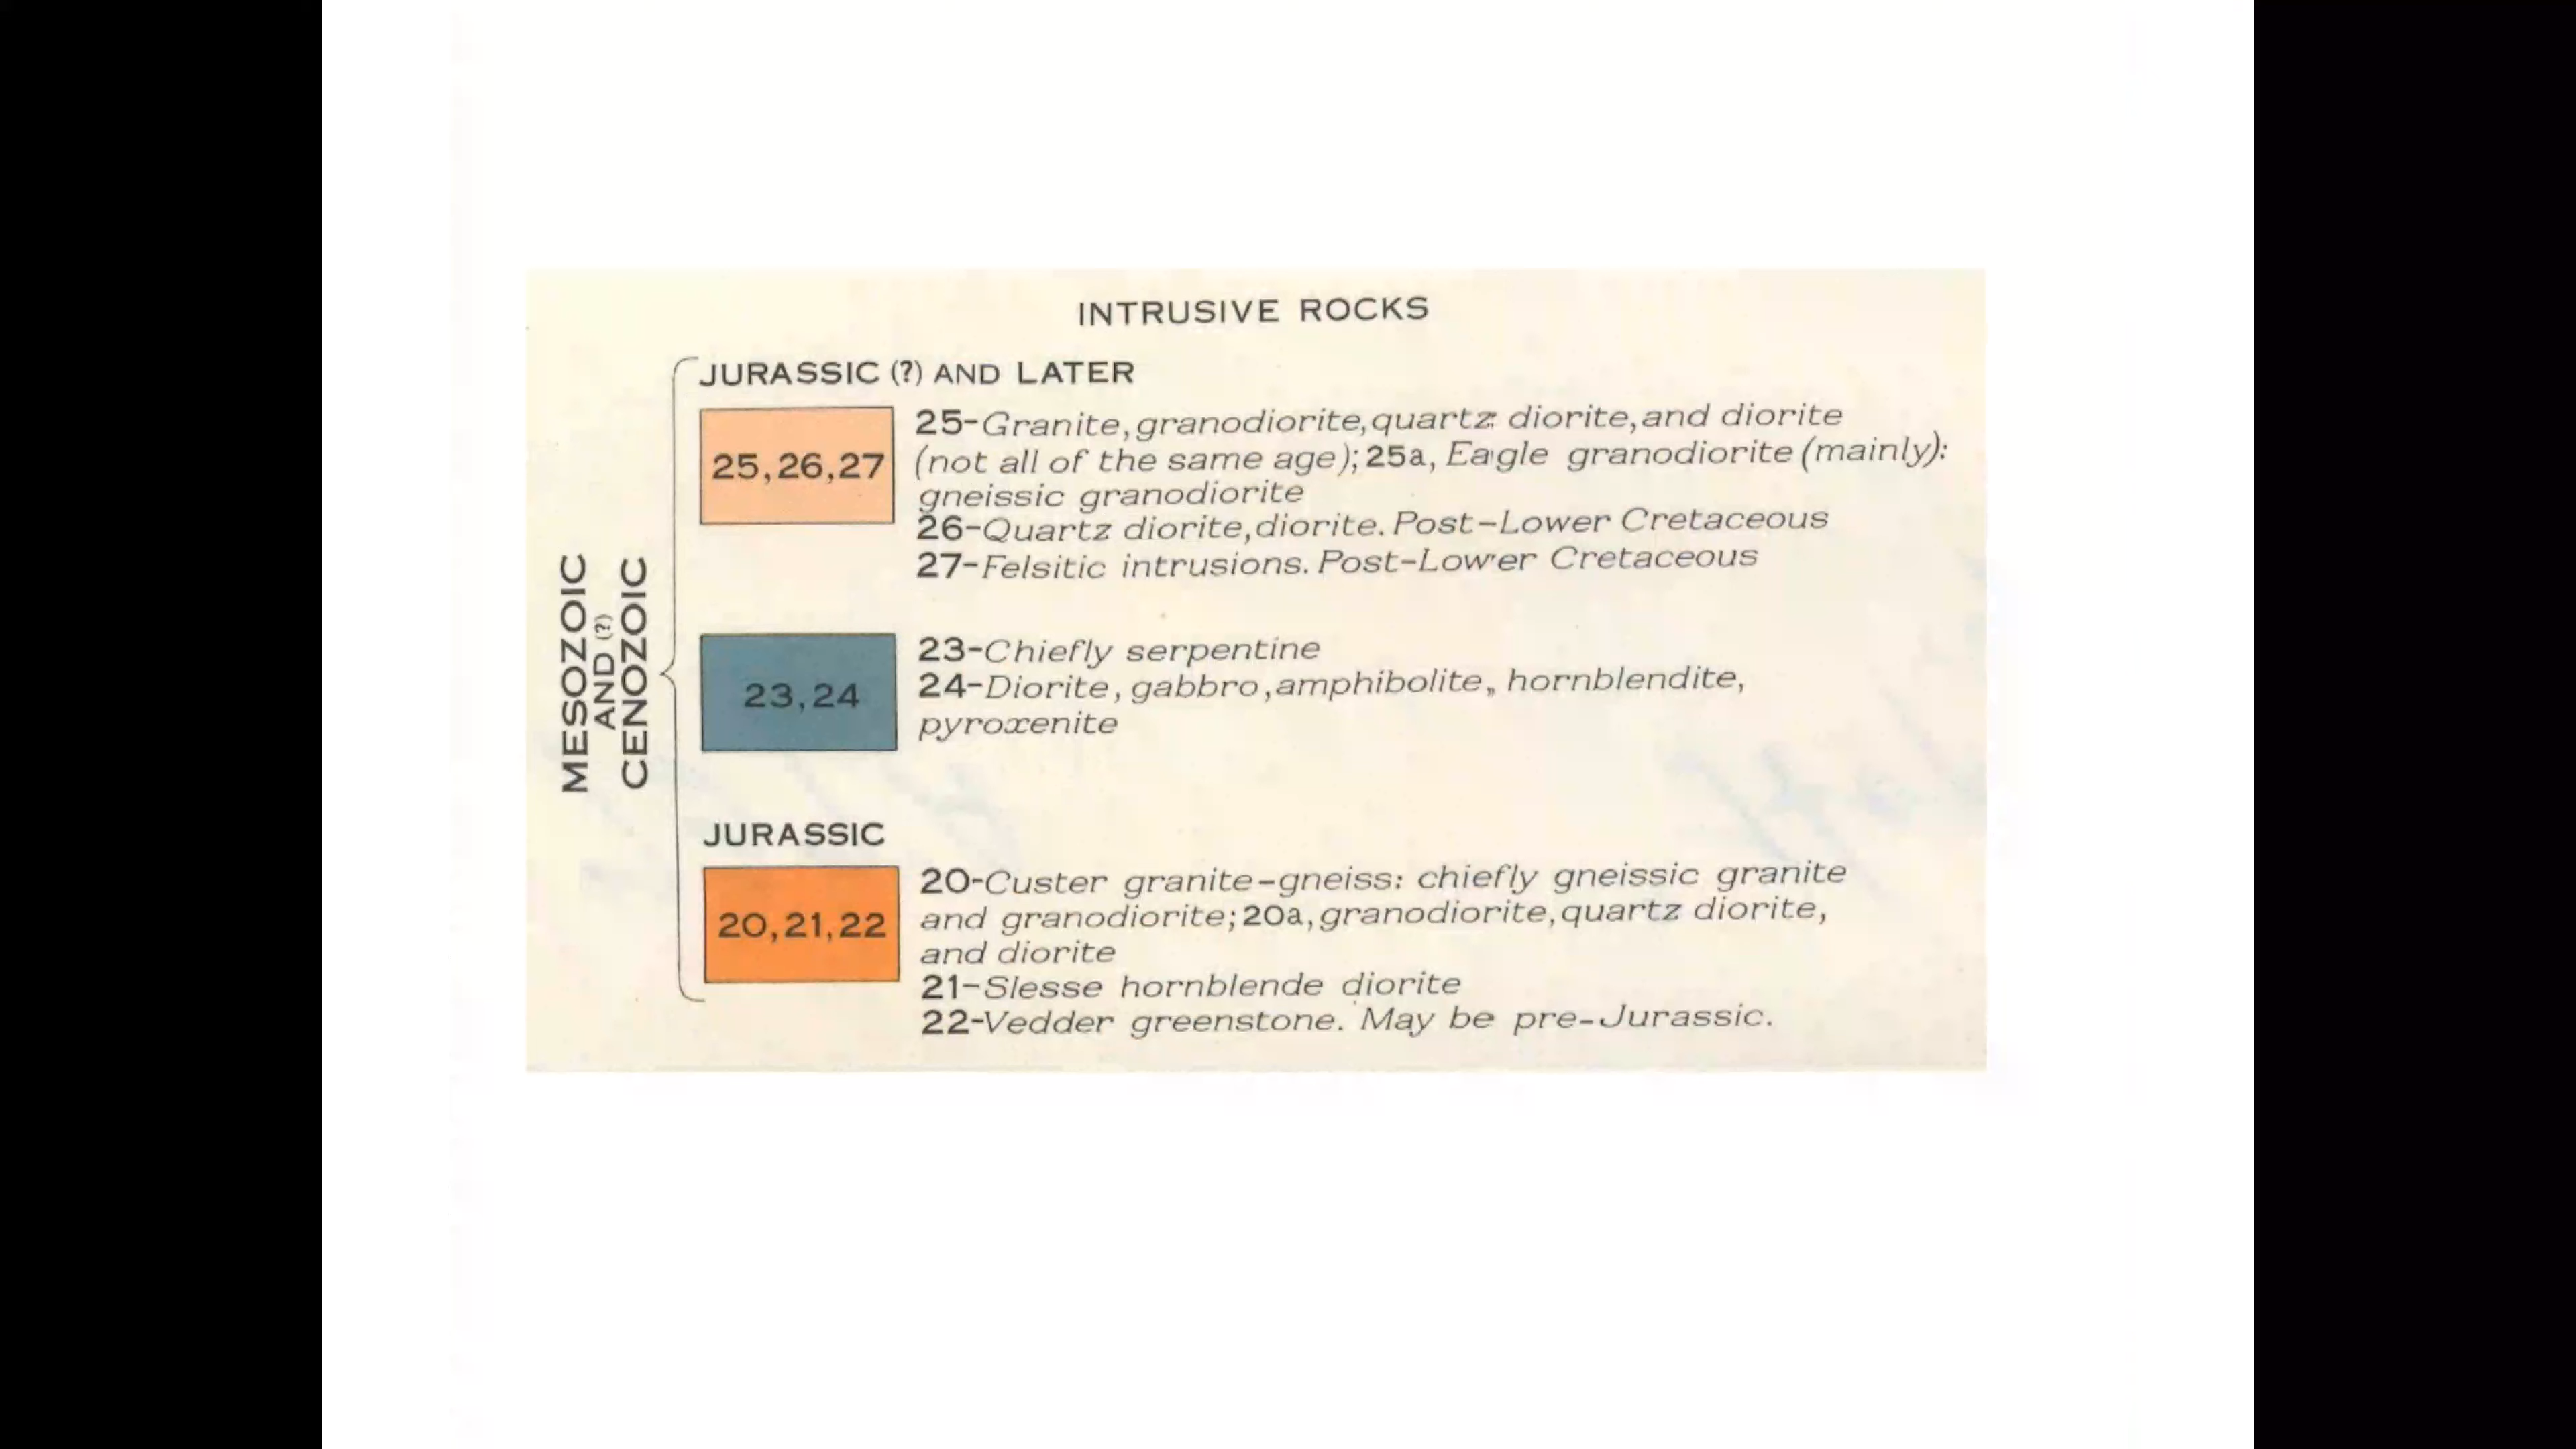 INTRUSIVE ROCKS
JURASSIC (?) AND LATER
25,26,27
25-Granite, granodiorite, quartz diorite, and diorite
(not all of the same age); 25a, Eagle granodiorite (mainly):
gneissic granodiorite
26-Quartz diorite, diorite. Post-Lower Cretaceous
27-Felsitic intrusions. Post-Lower Cretaceous
MESOZOIC
AND (?)
CENOZOIC
23,24
23-Chiefly serpentine
24-Diorite, gabbro, amphibolite, hornblendite,
pyroxenite
JURASSIC
20,21,22
20-Custer granite-gneiss: chiefly gneissic granite
and granodiorite; 20a, granodiorite, quartz diorite,
and diorite
21-Slesse hornblende diorite
22-Vedder greenstone. May be pre-Jurassic.